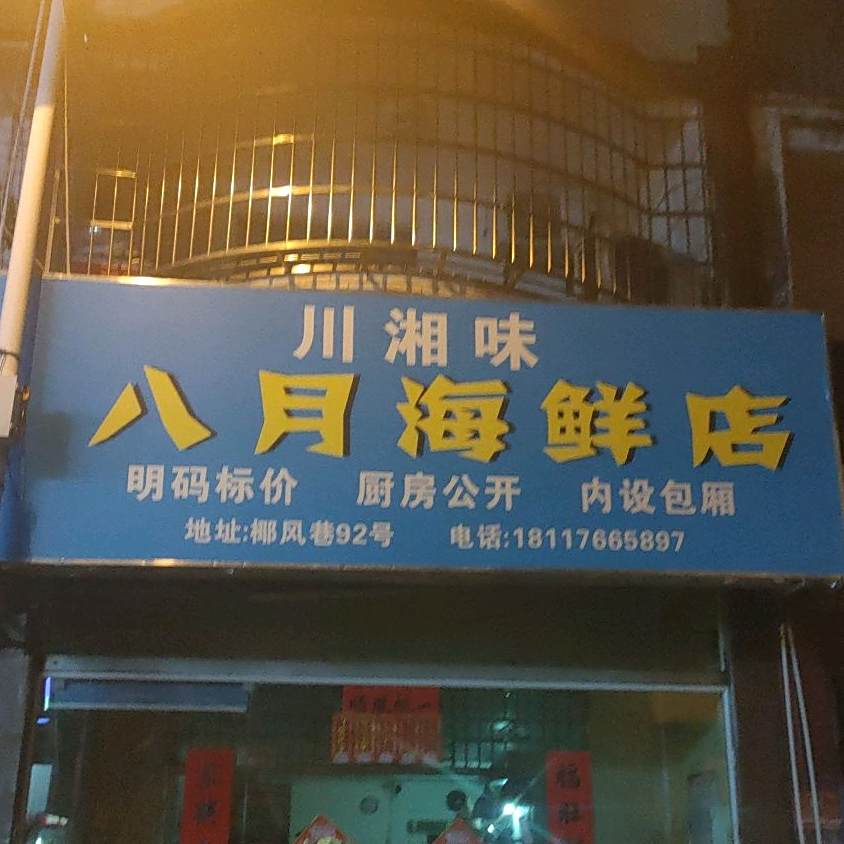 川湘味
八月海鲜店
明码标价 厨房公开 内设包厢
地址:椰风巷92号 电话:18117665897